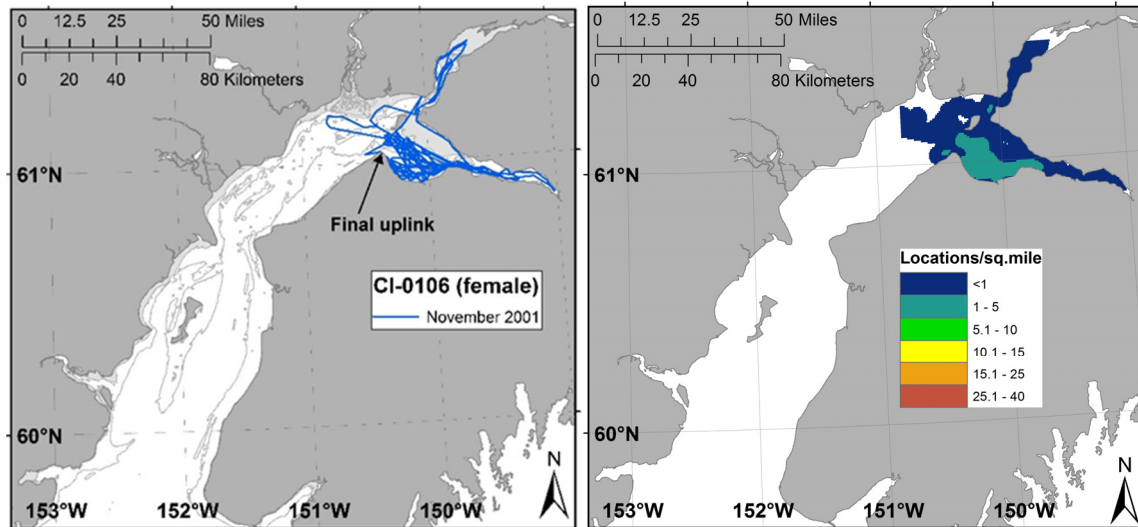 0 12.5 25 50 Miles
0 20 40 80 Kilometers
61°N
Final uplink
CI-0106 (female)
November 2001
60°N
N
153°W 152°W 151°W 150°W
0 12.5 25 50 Miles
0 20 40 80 Kilometers
61°N
Locations/sq.mile
<1
1 - 5
5.1 - 10
10.1 - 15
15.1 - 25
25.1 - 40
60°N
N
153°W 152°W 151°W 150°W